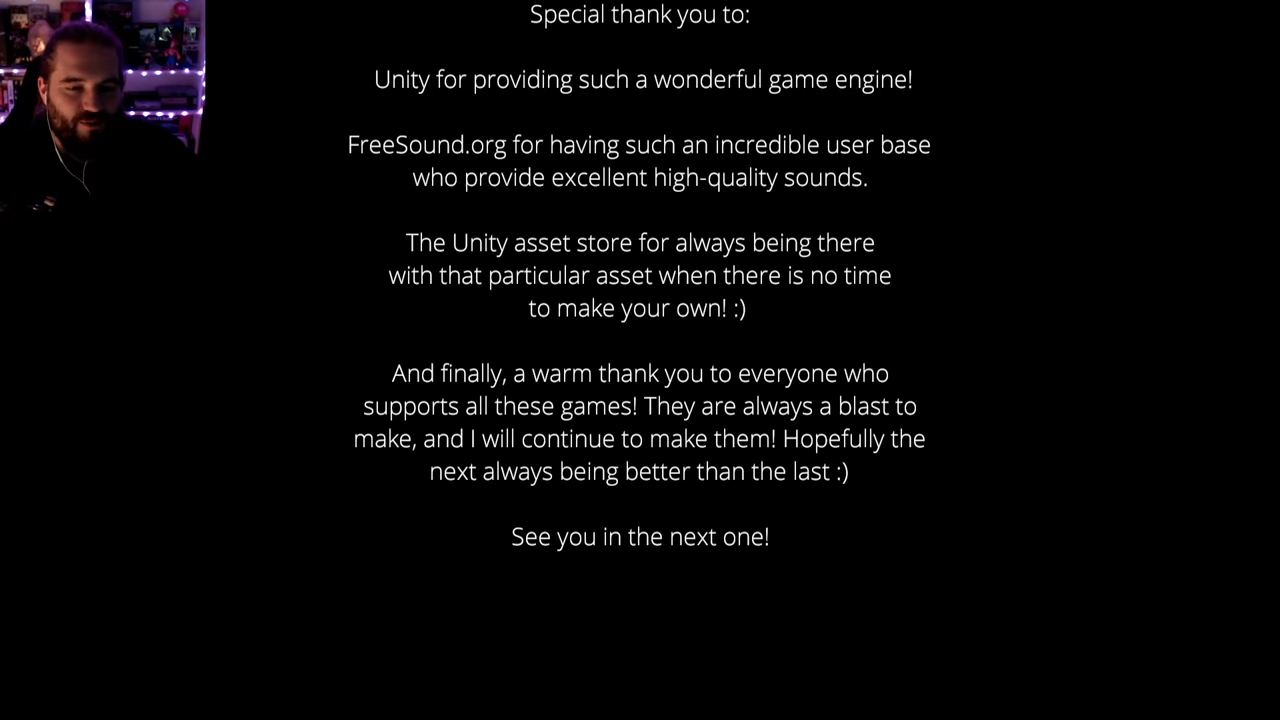 Special thank you to:
Unity for providing such a wonderful game engine!
FreeSound.org for having such an incredible user base
who provide excellent high-quality sounds.
The Unity asset store for always being there
with that particular asset when there is no time
to make your own! :)
And finally, a warm thank you to everyone who
supports all these games! They are always a blast to
make, and I will continue to make them! Hopefully the
next always being better than the last :)
See you in the next one!